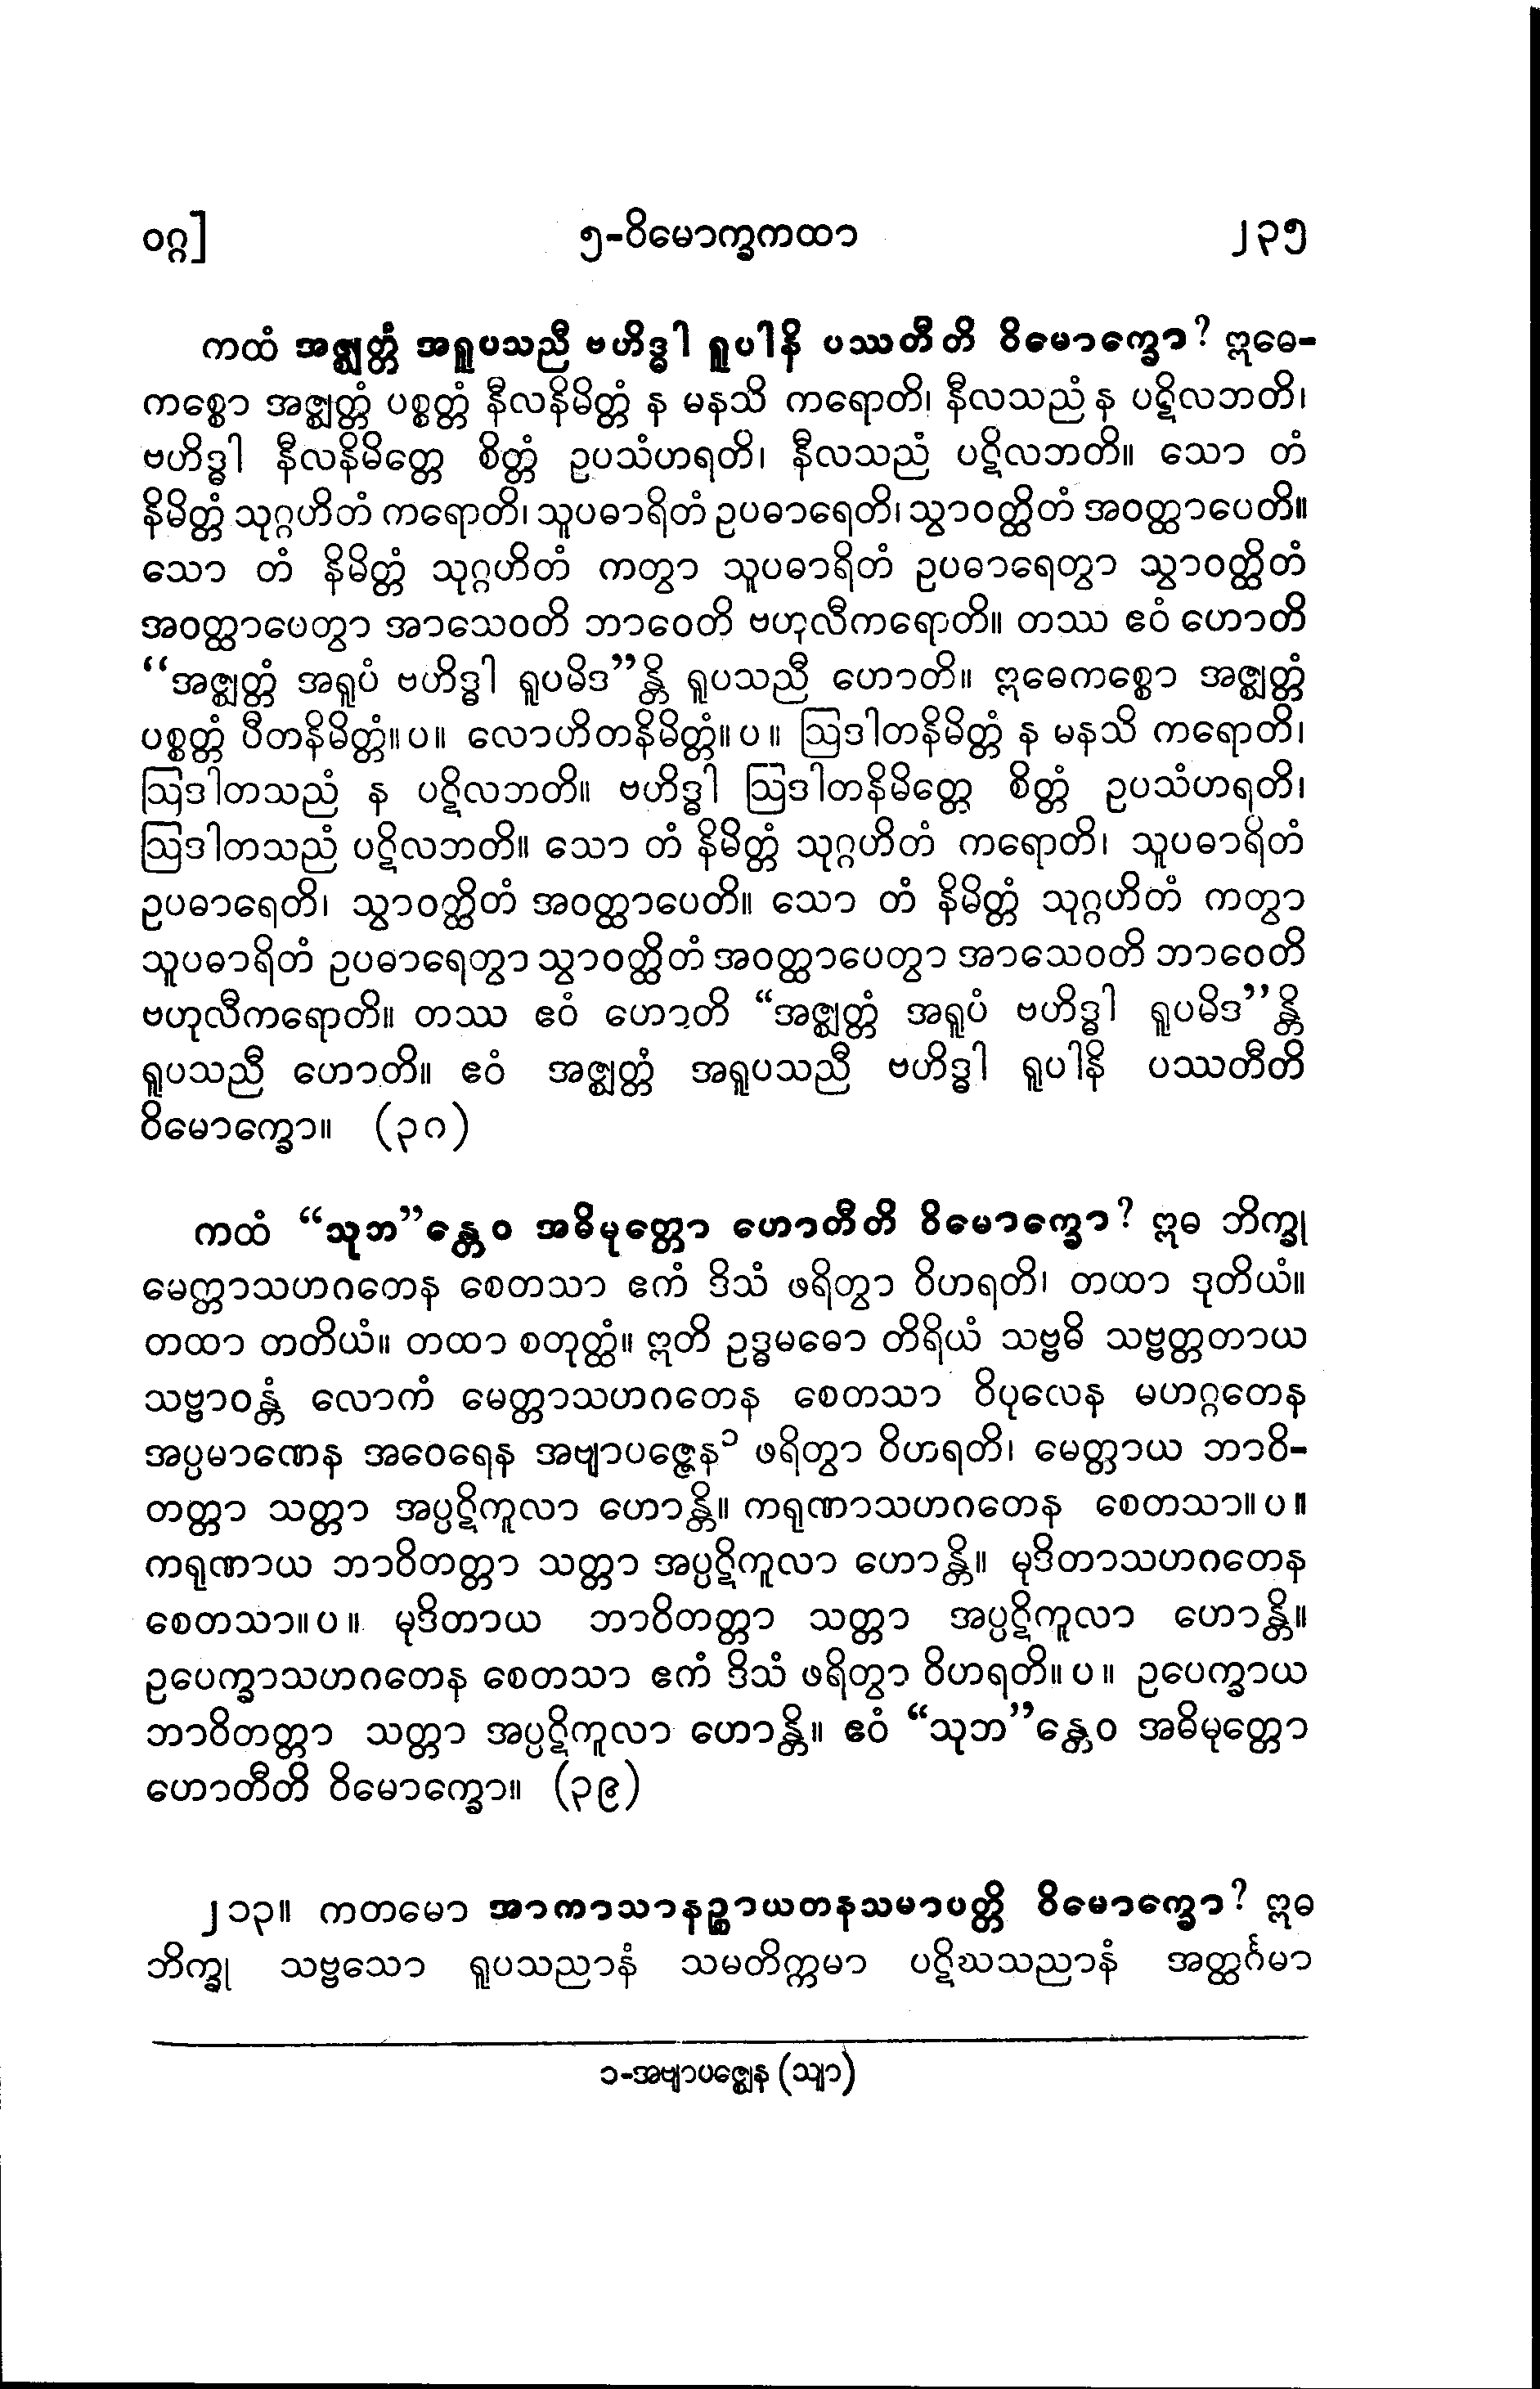 ဝဂ္ဂ] ၅-ဝိမောက္ခကထာ ၂၃၅
ကထံ အဇ္ဈတ္တံ အရူပသညီ ဗဟိဒ္ဓါ ရူပါနိ ပဿတီတိ ဝိမောက္ခော? ဣဓေ-
ကစ္စော အဇ္ဈတ္တံ ပစ္စတ္တံ နီလနိမိတ္တံ န မနသိ ကရောတိ၊ နီလသညံ န ပဋိလဘတိ၊
ဗဟိဒ္ဓါ နီလနိမိတ္တေ စိတ္တံ ဥပသံဟရတိ၊ နီလသညံ ပဋိလဘတိ။ သော တံ
နိမိတ္တံ သုဂ္ဂဟိတံ ကရောတိ၊ သူပဓာရိတံ ဥပဓာရေတိ၊ သွာဝတ္ထိတံ အဝတ္ထာပေတိ။
သော တံ နိမိတ္တံ သုဂ္ဂဟိတံ ကတွာ သူပဓာရိတံ ဥပဓာရေတွာ သွာဝတ္ထိတံ
အဝတ္ထာပေတွာ အာသေဝတိ ဘာဝေတိ ဗဟုလီကရောတိ။ တဿ ဧဝံ ဟောတိ
“အဇ္ဈတ္တံ အရူပံ ဗဟိဒ္ဓါ ရူပမိဒ”န္တိ ရူပသညီ ဟောတိ။ ဣဓေကစ္စော အဇ္ဈတ္တံ
ပစ္စတ္တံ ပီတနိမိတ္တံ။ပ။ လောဟိတနိမိတ္တံ။ပ။ ဩဒါတနိမိတ္တံ န မနသိ ကရောတိ၊
ဩဒါတသညံ န ပဋိလဘတိ။ ဗဟိဒ္ဓါ ဩဒါတနိမိတ္တေ စိတ္တံ ဥပသံဟရတိ၊
ဩဒါတသညံ ပဋိလဘတိ။ သော တံ နိမိတ္တံ သုဂ္ဂဟိတံ ကရောတိ၊ သူပဓာရိတံ
ဥပဓာရေတိ၊ သွာဝတ္ထိတံ အဝတ္ထာပေတိ။ သော တံ နိမိတ္တံ သုဂ္ဂဟိတံ ကတွာ
သူပဓာရိတံ ဥပဓာရေတွာ သွာဝတ္ထိတံ အဝတ္ထာပေတွာ အာသေဝတိ ဘာဝေတိ
ဗဟုလီကရောတိ။ တဿ ဧဝံ ဟောတိ “အဇ္ဈတ္တံ အရူပံ ဗဟိဒ္ဓါ ရူပမိဒ”န္တိ
ရူပသညီ ဟောတိ။ ဧဝံ အဇ္ဈတ္တံ အရူပသညီ ဗဟိဒ္ဓါ ရူပါနိ ပဿတီတိ
ဝိမောက္ခော။ (၃ဂ)
ကထံ “သုဘ”န္တေဝ အဓိမုတ္တော ဟောတီတိ ဝိမောက္ခော? ဣဓ ဘိက္ခု
မေတ္တာသဟဂတေန စေတသာ ဧကံ ဒိသံ ဖရိတွာ ဝိဟရတိ၊ တထာ ဒုတိယံ။
တထာ တတိယံ။ တထာ စတုတ္ထံ။ ဣတိ ဥဒ္ဓမဓော တိရိယံ သဗ္ဗဓိ သဗ္ဗတ္တတာယ
သဗ္ဗာဝန္တံ လောကံ မေတ္တာသဟဂတေန စေတသာ ဝိပုလေန မဟဂ္ဂတေန
အပ္ပမာဏေန အဝေရေန အဗျာပဇ္ဇေန၁ ဖရိတွာ ဝိဟရတိ၊ မေတ္တာယ ဘာဝိ-
တတ္တာ သတ္တာ အပ္ပဋိကူလာ ဟောန္တိ။ ကရုဏာသဟဂတေန စေတသာ။ပ။
ကရုဏာယ ဘာဝိတတ္တာ သတ္တာ အပ္ပဋိကူလာ ဟောန္တိ။ မုဒိတာသဟဂတေန
စေတသာ။ပ။ မုဒိတာယ ဘာဝိတတ္တာ သတ္တာ အပ္ပဋိကူလာ ဟောန္တိ။
ဥပေက္ခာသဟဂတေန စေတသာ ဧကံ ဒိသံ ဖရိတွာ ဝိဟရတိ။ပ။ ဥပေက္ခာယ
ဘာဝိတတ္တာ သတ္တာ အပ္ပဋိကူလာ ဟောန္တိ။ ဧဝံ “သုဘ”န္တေဝ အဓိမုတ္တော
ဟောတီတိ ဝိမောက္ခော။ (၃၉)
၂၁၃။ ကတမော အာကာသာနဉ္စာယတနသမာပတ္တိ ဝိမောက္ခော? ဣဓ
ဘိက္ခု သဗ္ဗသော ရူပသညာနံ သမတိက္ကမာ ပဋိဃသညာနံ အတ္ထင်္ဂမာ
၁-အဗျာပဇ္ဈေန (သျာ)